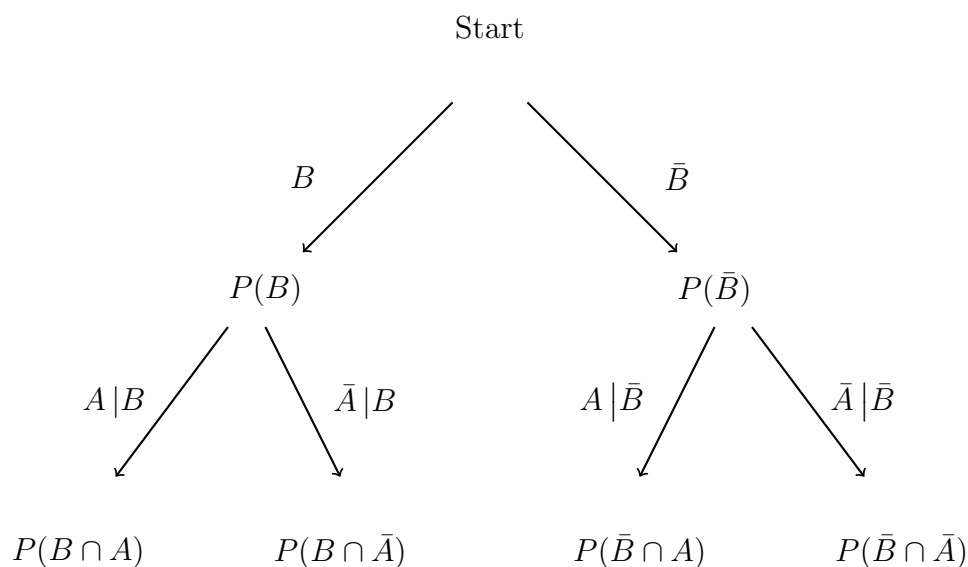 Start
B B̄
P(B) P(B̄)
A |B Ā |B A |B̄ Ā |B̄
P(B ∩ A) P(B ∩ Ā) P(B̄ ∩ A) P(B̄ ∩ Ā)